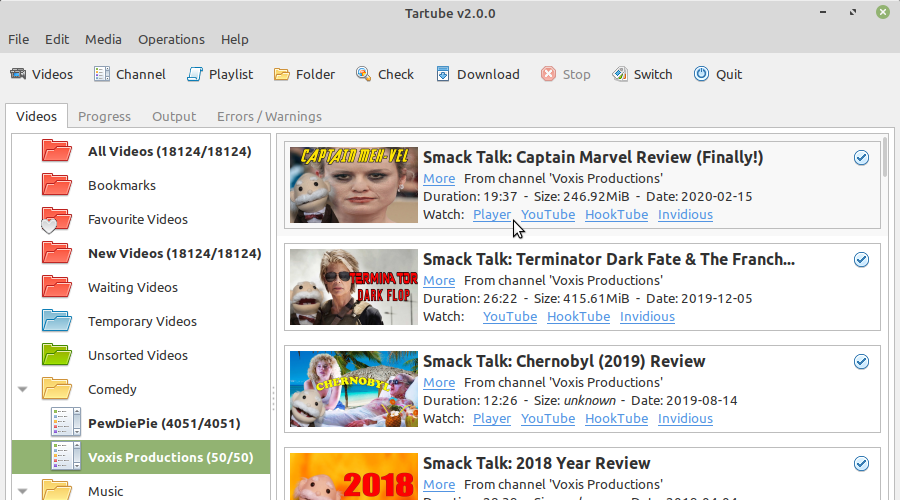 Tartube v2.0.0
File Edit Media Operations Help
Videos Channel Playlist Folder Check Download Stop Switch Quit
Videos Progress Output Errors / Warnings
All Videos (18124/18124)
Bookmarks
Favourite Videos
New Videos (18124/18124)
Waiting Videos
Temporary Videos
Unsorted Videos
Comedy
PewDiePie (4051/4051)
Voxis Productions (50/50)
Music
CAPTAIN MEH-VEL
Smack Talk: Captain Marvel Review (Finally!)
More From channel 'Voxis Productions'
Duration: 19:37 - Size: 246.92MiB - Date: 2020-02-15
Watch: Player YouTube HookTube Invidious
TERMINATOR
DARK FLOP
Smack Talk: Terminator Dark Fate & The Franch...
More From channel 'Voxis Productions'
Duration: 26:22 - Size: 415.61MiB - Date: 2019-12-05
Watch: YouTube HookTube Invidious
CHERNOBYL
Smack Talk: Chernobyl (2019) Review
More From channel 'Voxis Productions'
Duration: 12:26 - Size: unknown - Date: 2019-08-14
Watch: Player YouTube HookTube Invidious
2018
Smack Talk: 2018 Year Review
More From channel 'Voxis Productions'